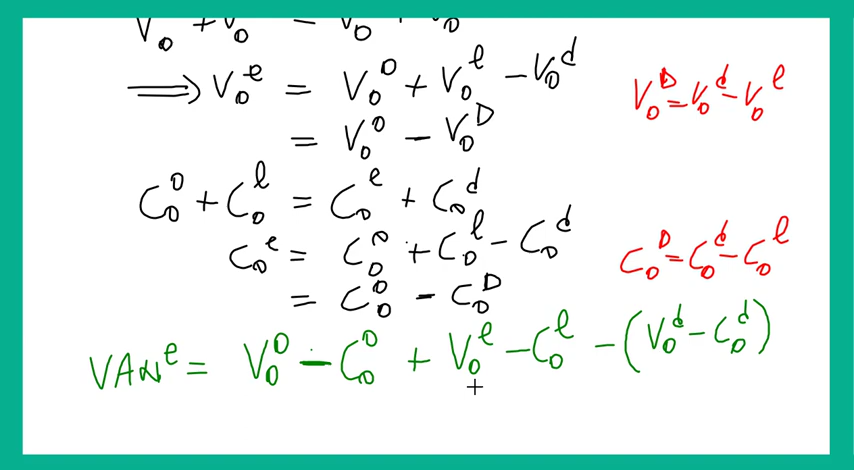 ⟹ V₀ᵉ = V₀⁰ + V₀ˡ − V₀ᵈ
V₀ᴰ = V₀ᵈ − V₀ˡ
= V₀⁰ − V₀ᴰ
C₀⁰ + C₀ˡ = C₀ᵉ + C₀ᵈ
C₀ᵉ = C₀⁰ + C₀ˡ − C₀ᵈ
C₀ᴰ = C₀ᵈ − C₀ˡ
= C₀⁰ − C₀ᴰ
VANᵉ = V₀⁰ − C₀⁰ + V₀ˡ − C₀ˡ − (V₀ᵈ − C₀ᵈ)